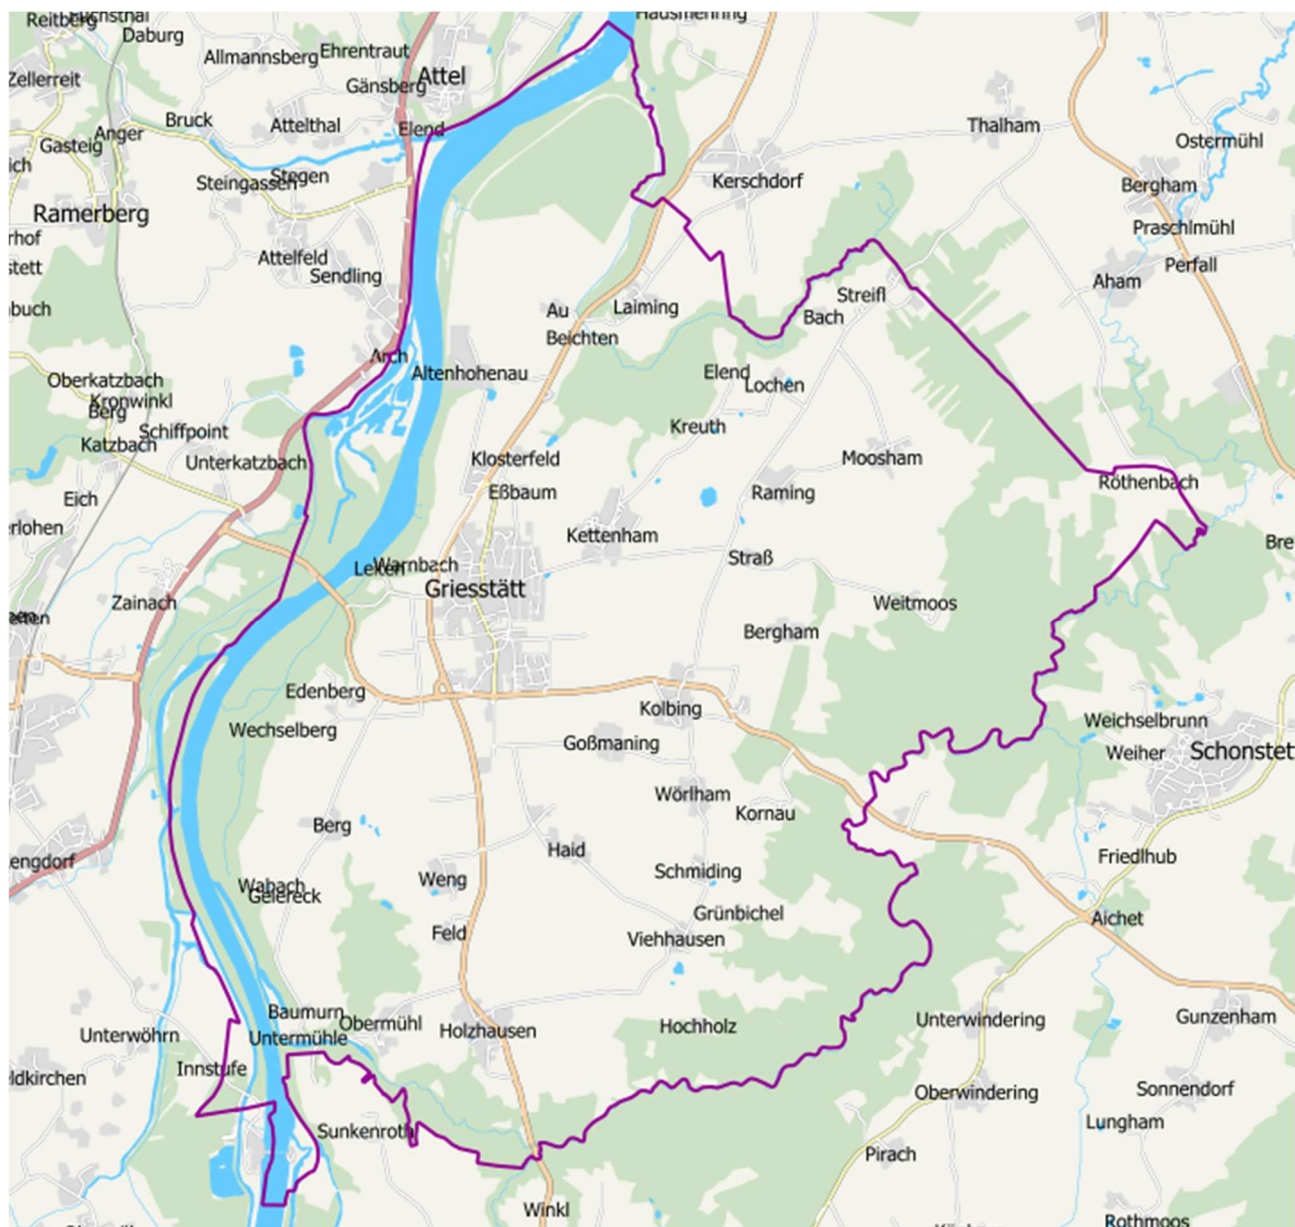 Reitberg
Daburg
Hausmehring
Allmannsberg
Ehrentraut
Zellerreit
Gänsberg
Attel
Bruck
Attelthal
Elend
Anger
Gasteig
Thalham
Ostermühl
Steingassen
Stegen
Kerschdorf
Bergham
Ramerberg
Praschlmühl
Attelfeld
Sendling
Perfall
Aham
Streifl
Au
Laiming
Bach
Beichten
Arch
Altenhohenau
Elend
Lochen
Oberkatzbach
Kronwinkl
Berg
Schiffpoint
Katzbach
Kreuth
Unterkatzbach
Klosterfeld
Moosham
Röthenbach
Eich
Eßbaum
Raming
Kettenham
Straß
Warnbach
Griesstätt
Zainach
Weitmoos
Bergham
Edenberg
Kolbing
Weichselbrunn
Wechselberg
Goßmaning
Weiher
Schonstett
Wörlham
Kornau
Berg
Haid
Friedlhub
Schmiding
Weng
Wabach
Geiereck
Grünbichel
Aichet
Feld
Viehhausen
Baumurn
Obermühl
Holzhausen
Hochholz
Unterwindering
Gunzenham
Unterwöhrn
Untermühle
Innstufe
Oberwindering
Sonnendorf
Lungham
Sunkenroth
Pirach
Winkl
Rothmoos